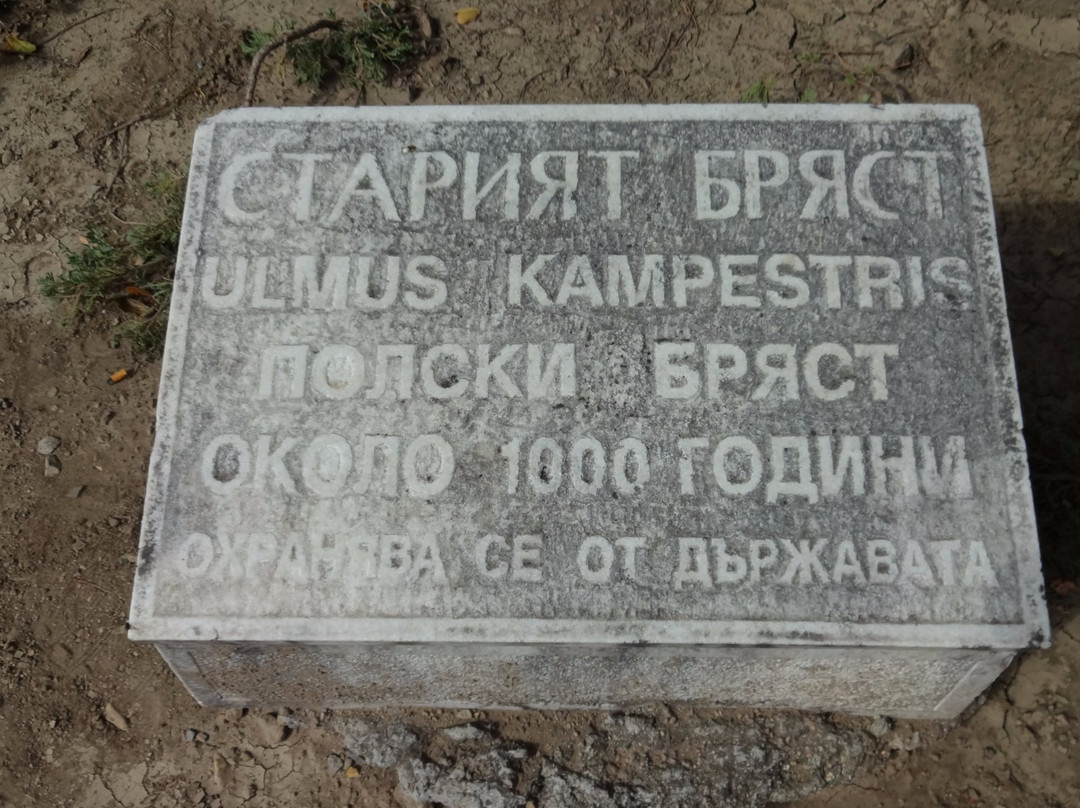 СТАРИЯТ БРЯСТ
ULMUS KAMPESTRIS
ПОЛСКИ БРЯСТ
ОКОЛО 1000 ГОДИНИ
ОХРАНЯВА СЕ ОТ ДЪРЖАВАТА